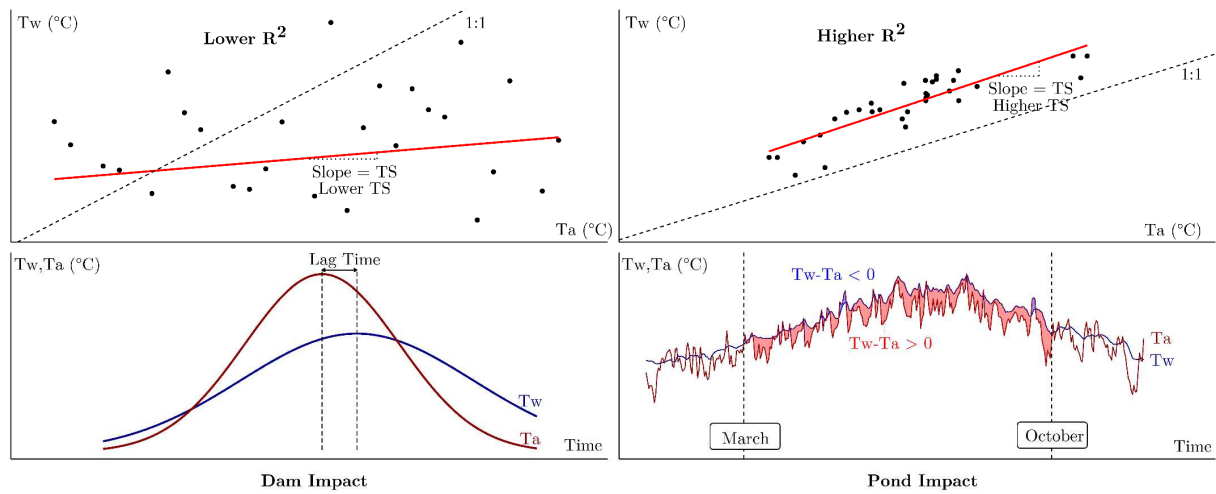 Tw (°C)
Lower R²
1:1
Slope = TS
Lower TS
Ta (°C)
Tw (°C)
Higher R²
1:1
Slope = TS
Higher TS
Ta (°C)
Tw,Ta (°C)
Lag Time
Tw
Ta
Time
Dam Impact
Tw,Ta (°C)
Tw-Ta < 0
Tw-Ta > 0
Ta
Tw
March
October
Time
Pond Impact